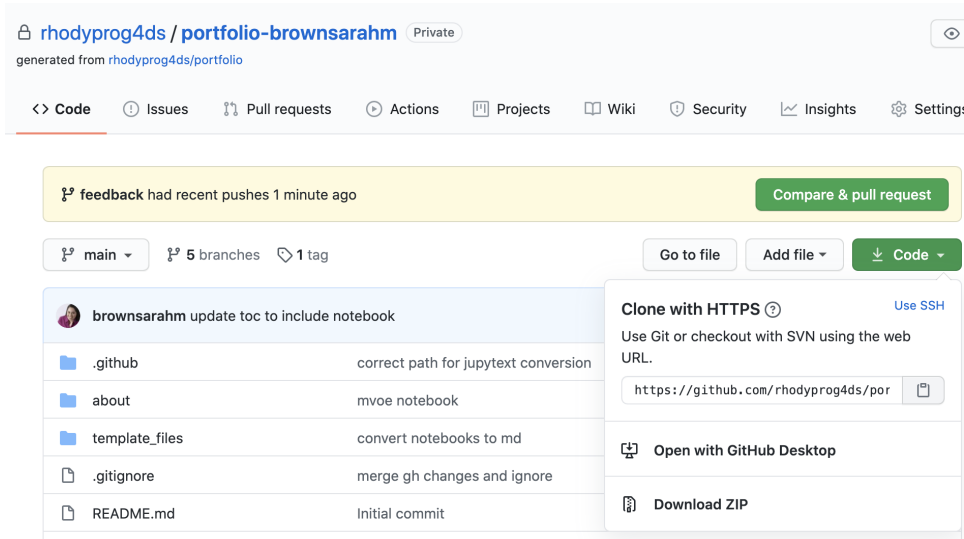 rhodyprog4ds / portfolio-brownsarahm Private
generated from rhodyprog4ds/portfolio
Code Issues Pull requests Actions Projects Wiki Security Insights Settings
feedback had recent pushes 1 minute ago Compare & pull request
main 5 branches 1 tag Go to file Add file Code
brownsarahm update toc to include notebook
Clone with HTTPS ? Use SSH
Use Git or checkout with SVN using the web
URL.
https://github.com/rhodyprog4ds/por
Open with GitHub Desktop
Download ZIP
.github correct path for jupytext conversion
about mvoe notebook
template_files convert notebooks to md
.gitignore merge gh changes and ignore
README.md Initial commit